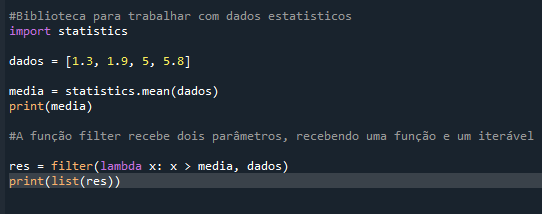 #Biblioteca para trabalhar com dados estatisticos
import statistics
dados = [1.3, 1.9, 5, 5.8]
media = statistics.mean(dados)
print(media)
#A função filter recebe dois parâmetros, recebendo uma função e um iterável
res = filter(lambda x: x > media, dados)
print(list(res))